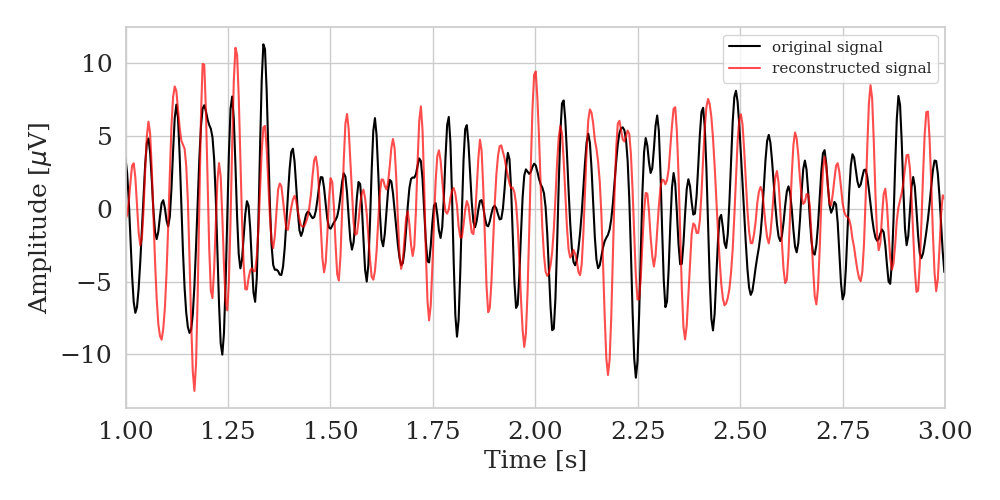 original signal
reconstructed signal
Amplitude [μV]
10
5
0
−5
−10
1.00 1.25 1.50 1.75 2.00 2.25 2.50 2.75 3.00
Time [s]